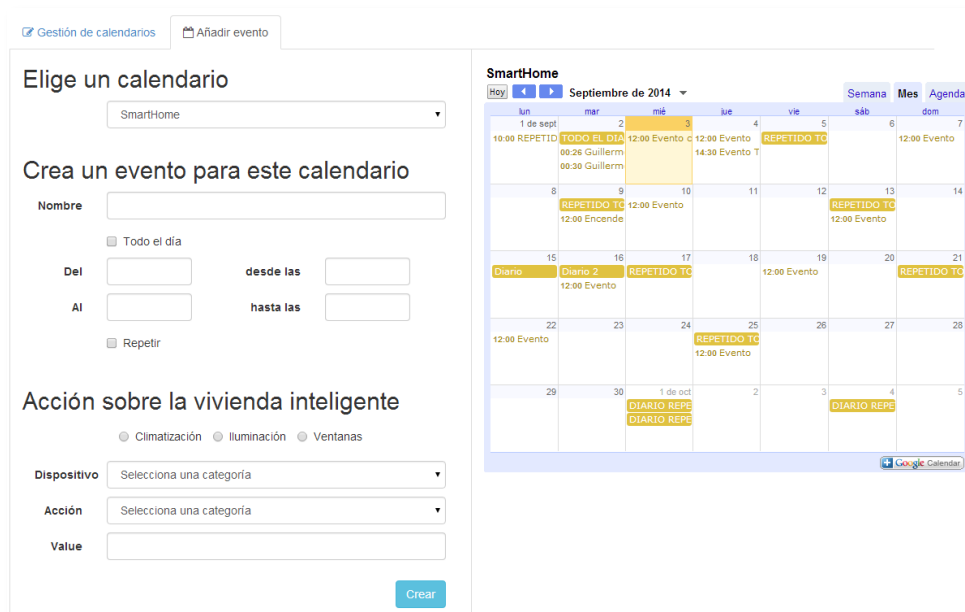 Gestión de calendarios
Añadir evento
Elige un calendario
SmartHome
Crea un evento para este calendario
Nombre
Todo el día
Del
desde las
Al
hasta las
Repetir
Acción sobre la vivienda inteligente
Climatización Iluminación Ventanas
Dispositivo Selecciona una categoría
Acción Selecciona una categoría
Value
Crear
SmartHome
Hoy Septiembre de 2014 Semana Mes Agenda
lun mar mié jue vie sáb dom
1 de sept 2 3 4 5 6 7
10:00 REPETID TODO EL DIA 12:00 Evento c 12:00 Evento REPETIDO TO 12:00 Evento
00:26 Guillerm 14:30 Evento T
00:30 Guillerm
8 9 10 11 12 13 14
REPETIDO TO 12:00 Evento REPETIDO TO
12:00 Encende 12:00 Evento
15 16 17 18 19 20 21
Diario Diario 2 REPETIDO TO 12:00 Evento REPETIDO TO
12:00 Evento
22 23 24 25 26 27 28
12:00 Evento REPETIDO TO
12:00 Evento
29 30 1 de oct 2 3 4 5
DIARIO REPE DIARIO REPE
DIARIO REPE
Google Calendar